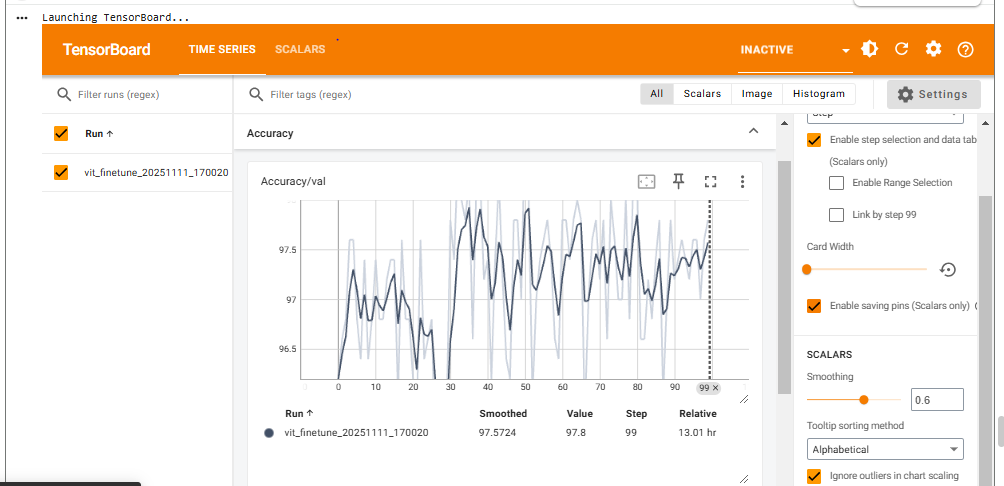 Launching TensorBoard...
TensorBoard TIME SERIES SCALARS INACTIVE
Filter runs (regex) Filter tags (regex) All Scalars Image Histogram Settings
Run ↑
vit_finetune_20251111_170020
Accuracy
Accuracy/val
97.5
97
96.5
0 10 20 30 40 50 60 70 80 90 99 ×
Run ↑ Smoothed Value Step Relative
vit_finetune_20251111_170020 97.5724 97.8 99 13.01 hr
Step
Enable step selection and data tab
(Scalars only)
Enable Range Selection
Link by step 99
Card Width
Enable saving pins (Scalars only)
SCALARS
Smoothing
0.6
Tooltip sorting method
Alphabetical
Ignore outliers in chart scaling